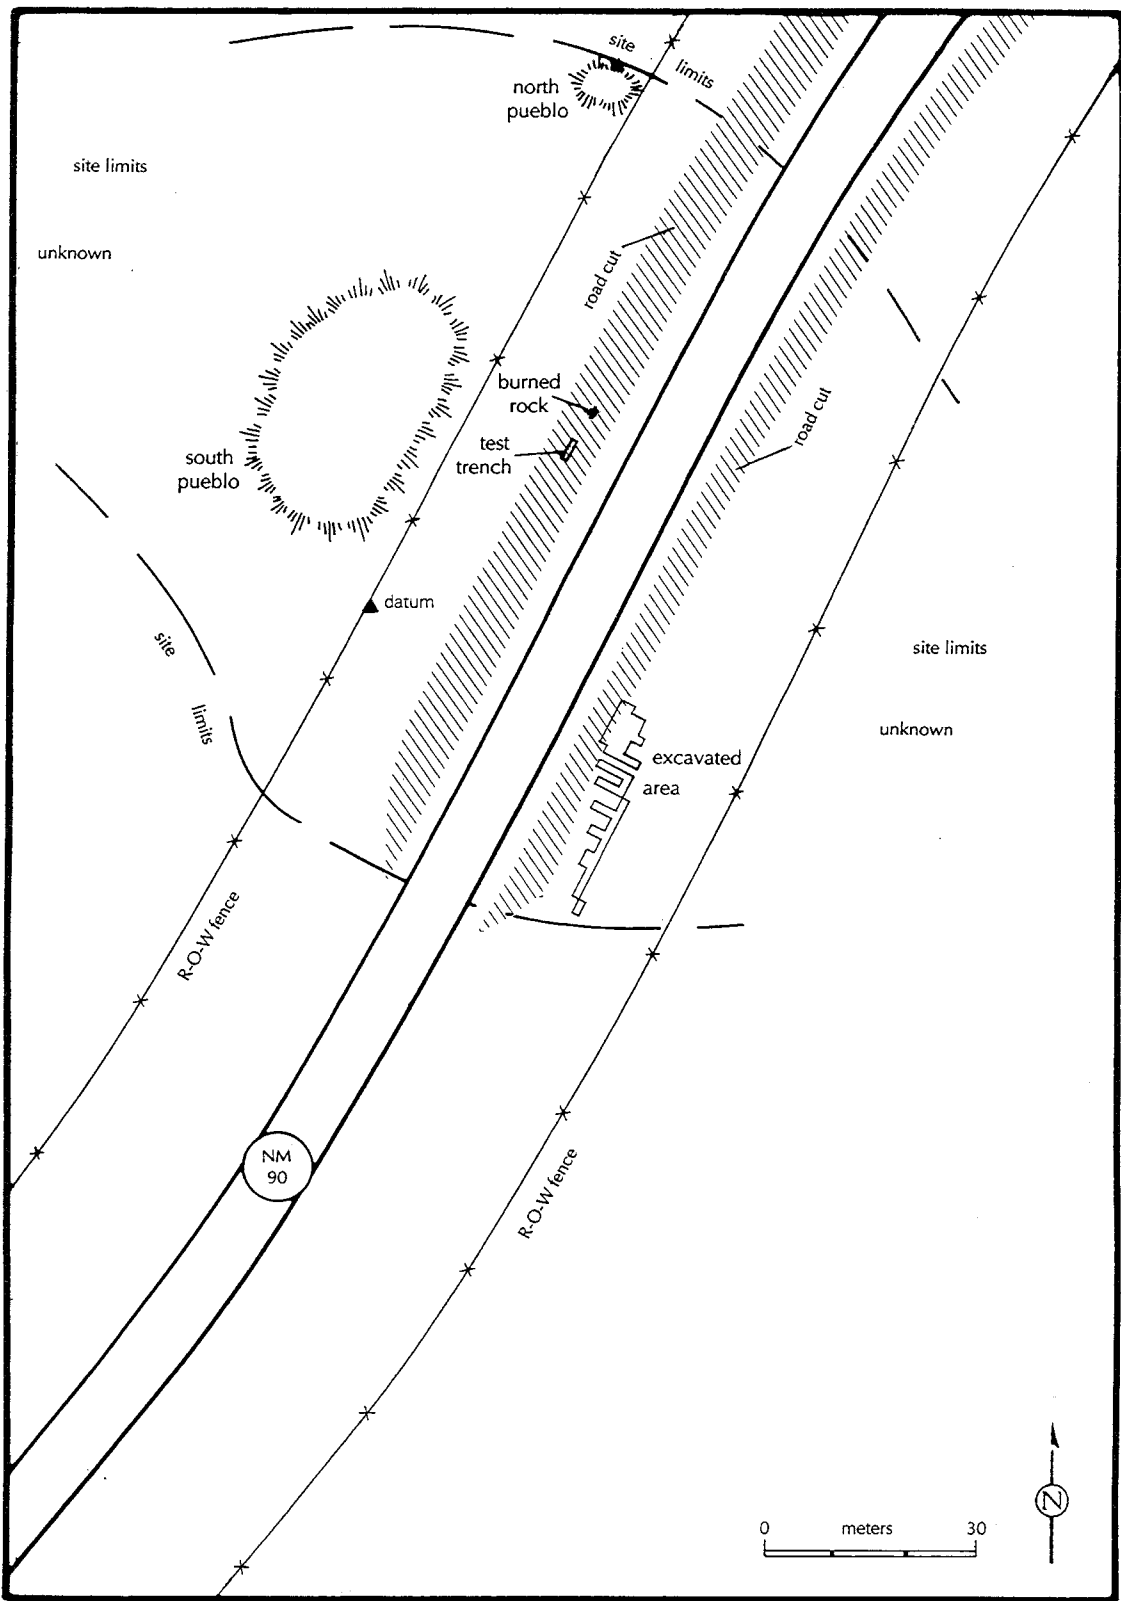 site
limits
north
pueblo
site limits
unknown
road cut
burned
rock
test
trench
road cut
south
pueblo
datum
site
limits
site limits
unknown
excavated
area
R-O-W fence
NM
90
R-O-W fence
0 meters 30
N